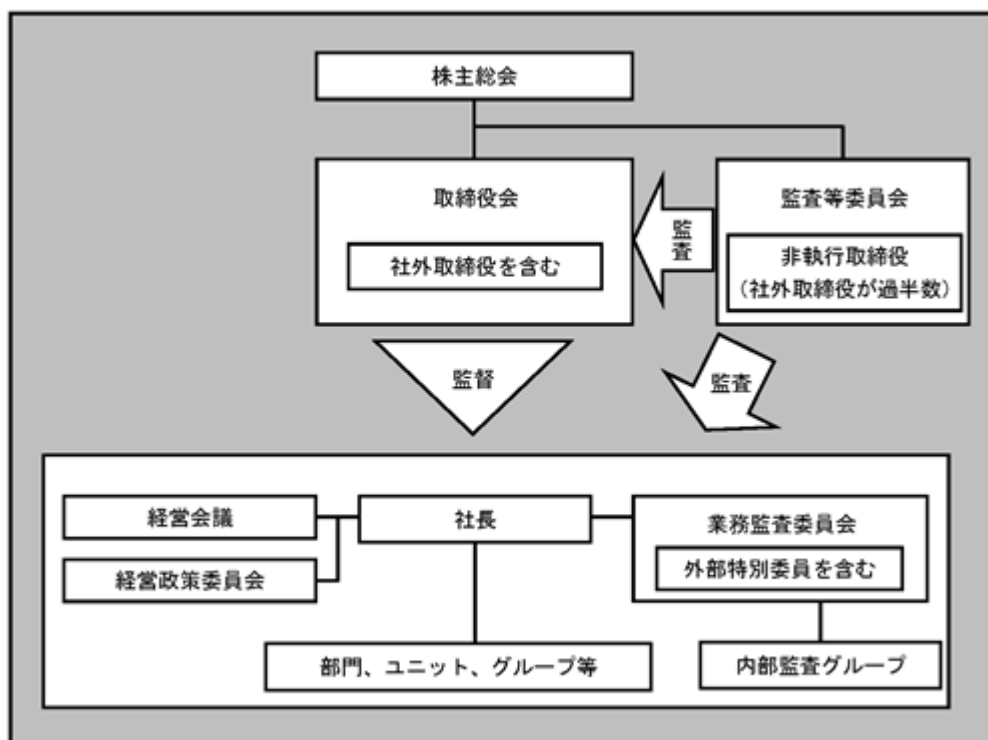 株主総会
取締役会
社外取締役を含む
監査
監査等委員会
非執行取締役
（社外取締役が過半数）
監督
監査
経営会議
経営政策委員会
社長
業務監査委員会
外部特別委員を含む
部門、ユニット、グループ等
内部監査グループ